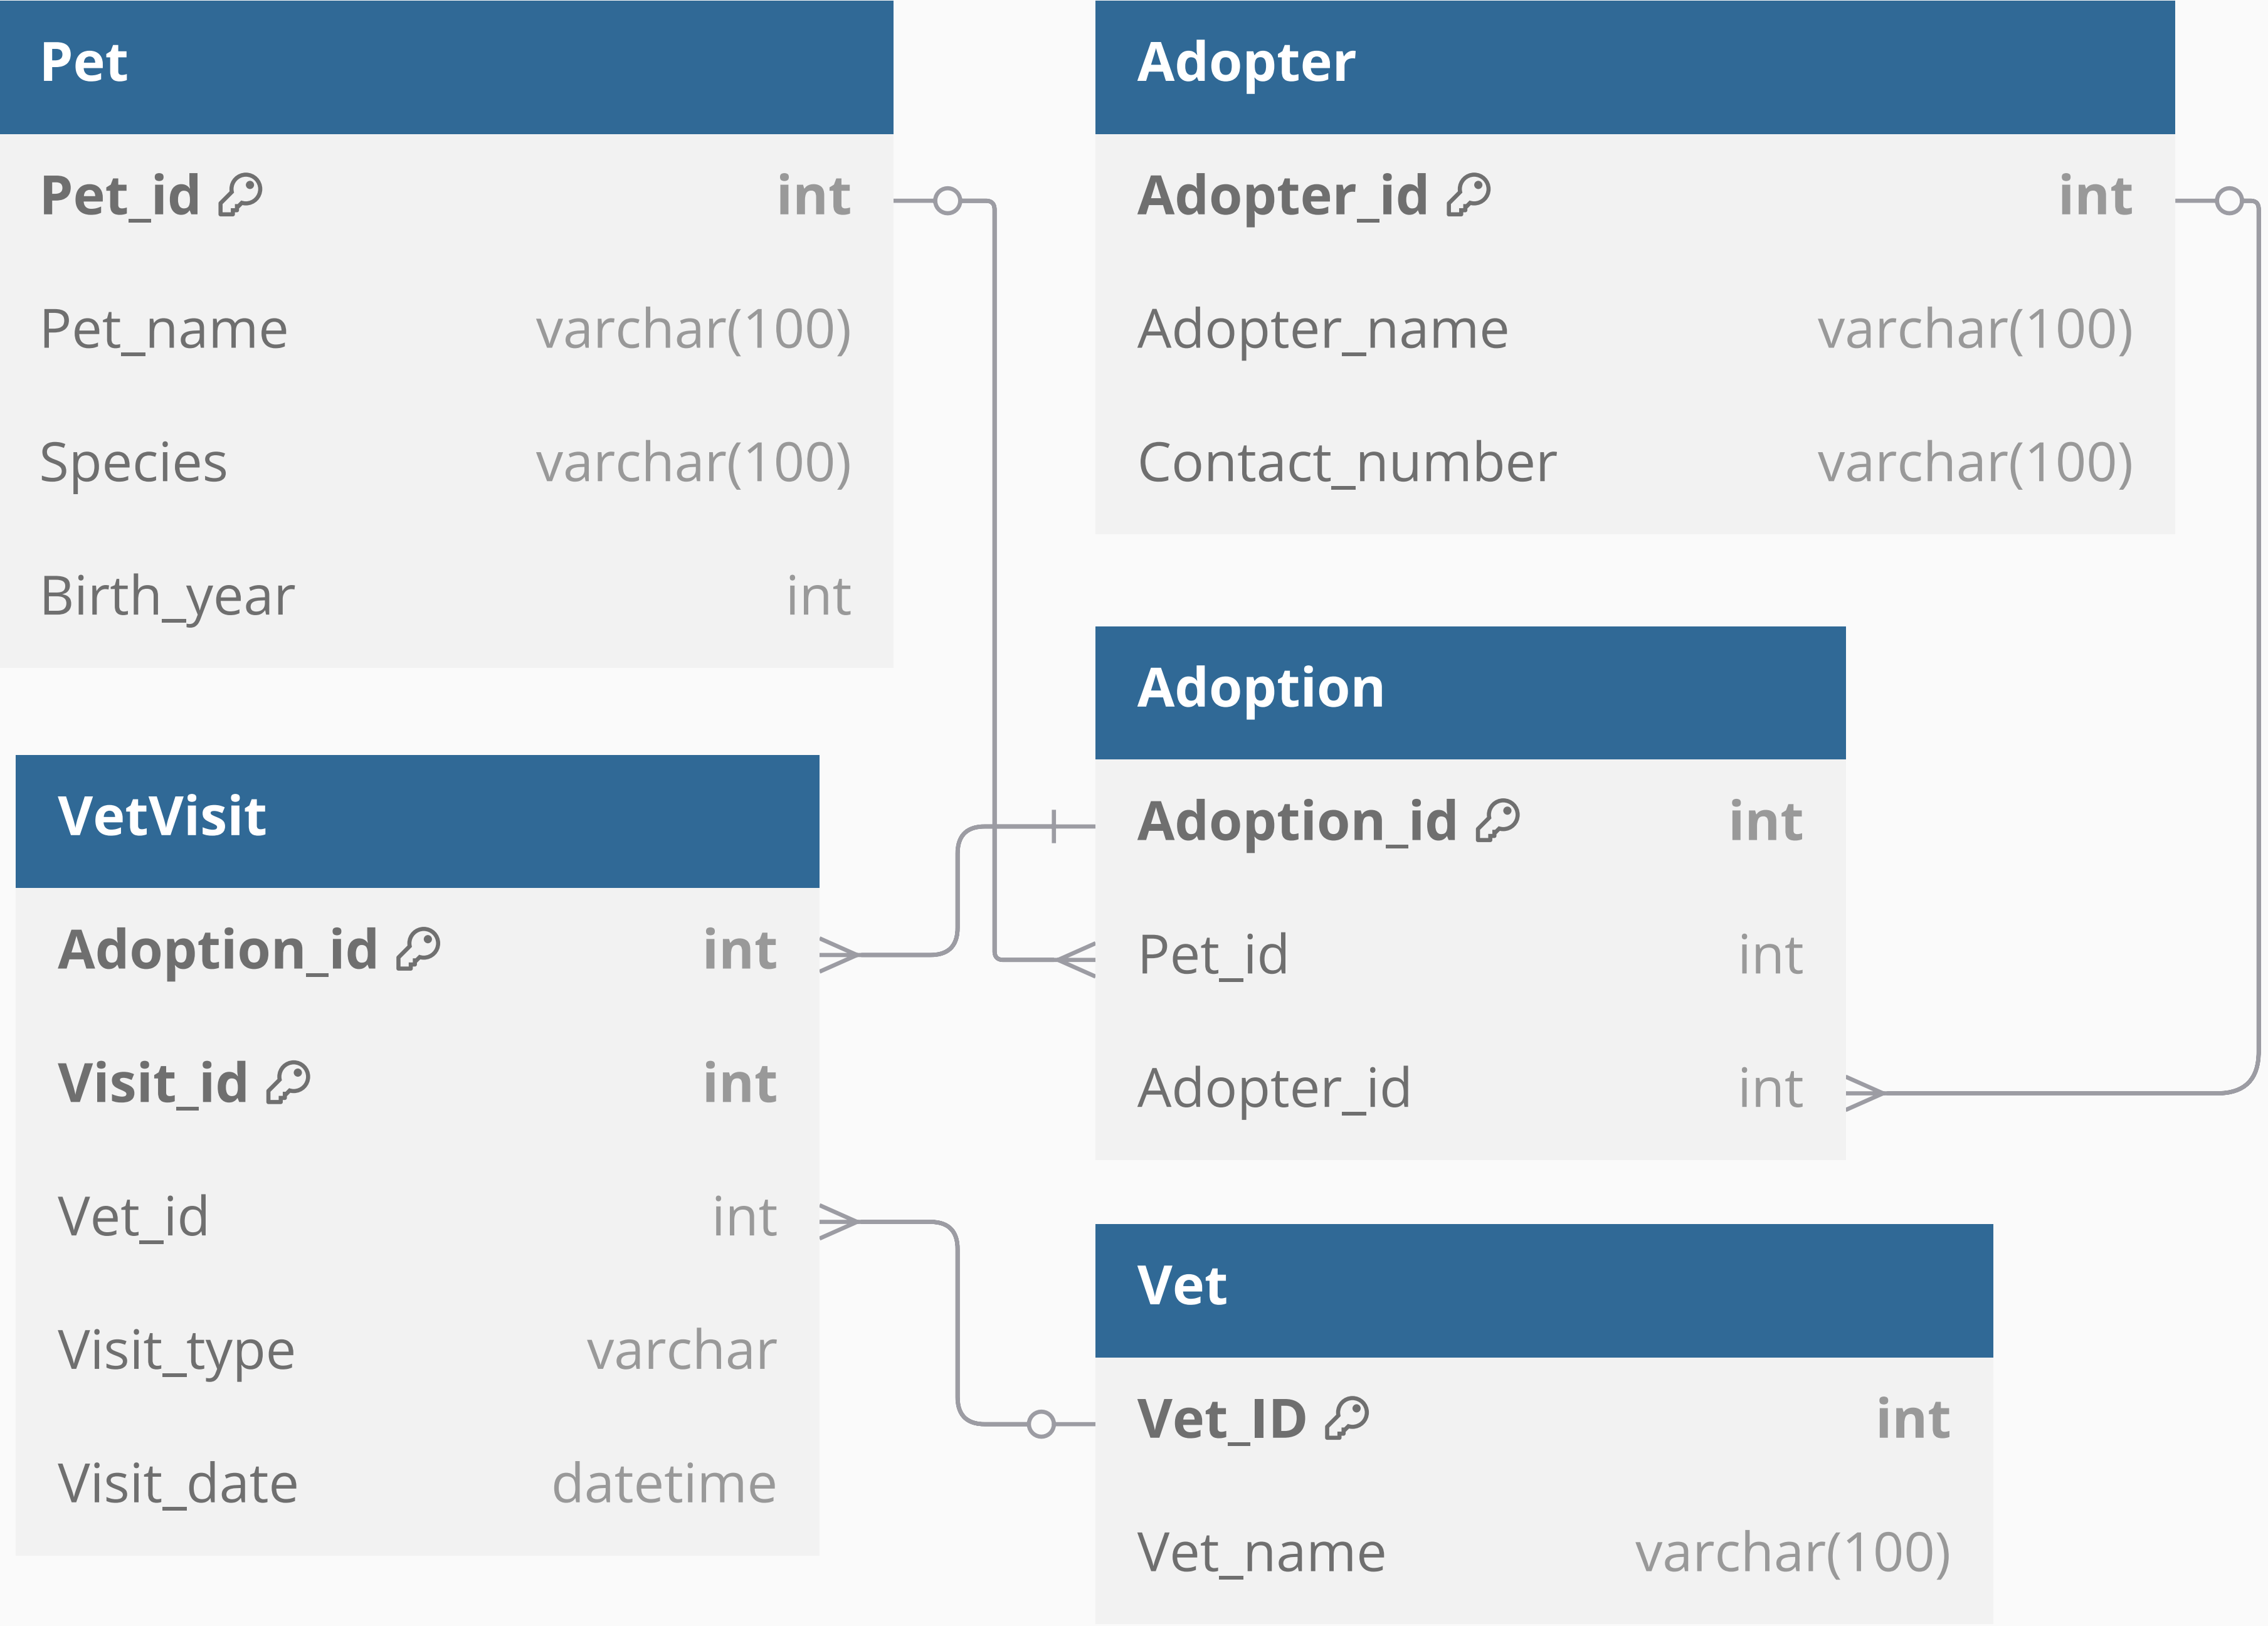 Pet
Pet_id int
Pet_name varchar(100)
Species varchar(100)
Birth_year int
Adopter
Adopter_id int
Adopter_name varchar(100)
Contact_number varchar(100)
Adoption
Adoption_id int
Pet_id int
Adopter_id int
VetVisit
Adoption_id int
Visit_id int
Vet_id int
Visit_type varchar
Visit_date datetime
Vet
Vet_ID int
Vet_name varchar(100)